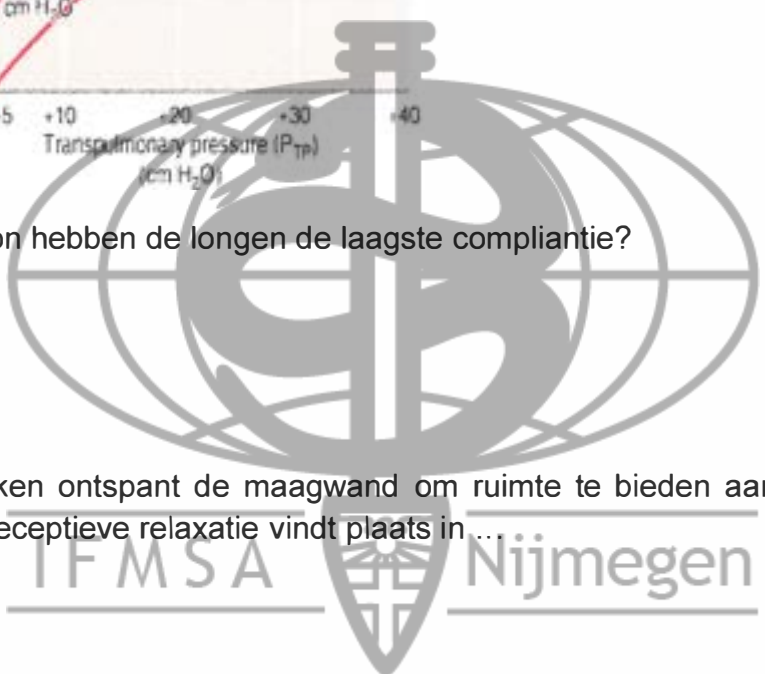 cm H₂O
5 +10 +20 +30 +40
Transpulmonary pressure (P_TP)
(cm H₂O)
on hebben de longen de laagste compliantie?
ken ontspant de maagwand om ruimte te bieden aan
eceptieve relaxatie vindt plaats in ...
IFMSA Nijmegen